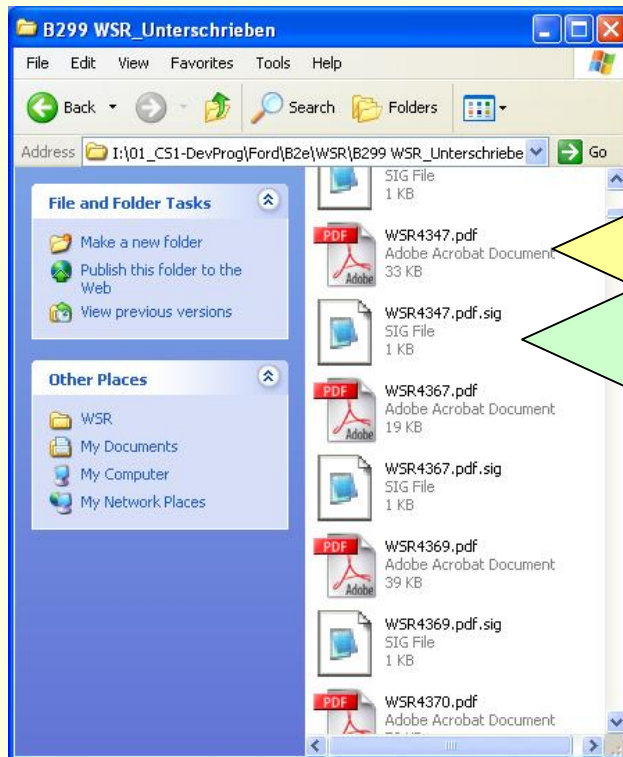 B299 WSR_Unterschrieben
File Edit View Favorites Tools Help
Back Search Folders
Address I:\01_CS1-DevProg\Ford\B2e\WSR\B299 WSR_Unterschriebe Go
File and Folder Tasks
Make a new folder
Publish this folder to the
Web
View previous versions
Other Places
WSR
My Documents
My Computer
My Network Places
SIG File
1 KB
PDF
Adobe
WSR4347.pdf
Adobe Acrobat Document
33 KB
WSR4347.pdf.sig
SIG File
1 KB
PDF
Adobe
WSR4367.pdf
Adobe Acrobat Document
19 KB
WSR4367.pdf.sig
SIG File
1 KB
PDF
Adobe
WSR4369.pdf
Adobe Acrobat Document
39 KB
WSR4369.pdf.sig
SIG File
1 KB
PDF
WSR4370.pdf
Adobe Acrobat Document